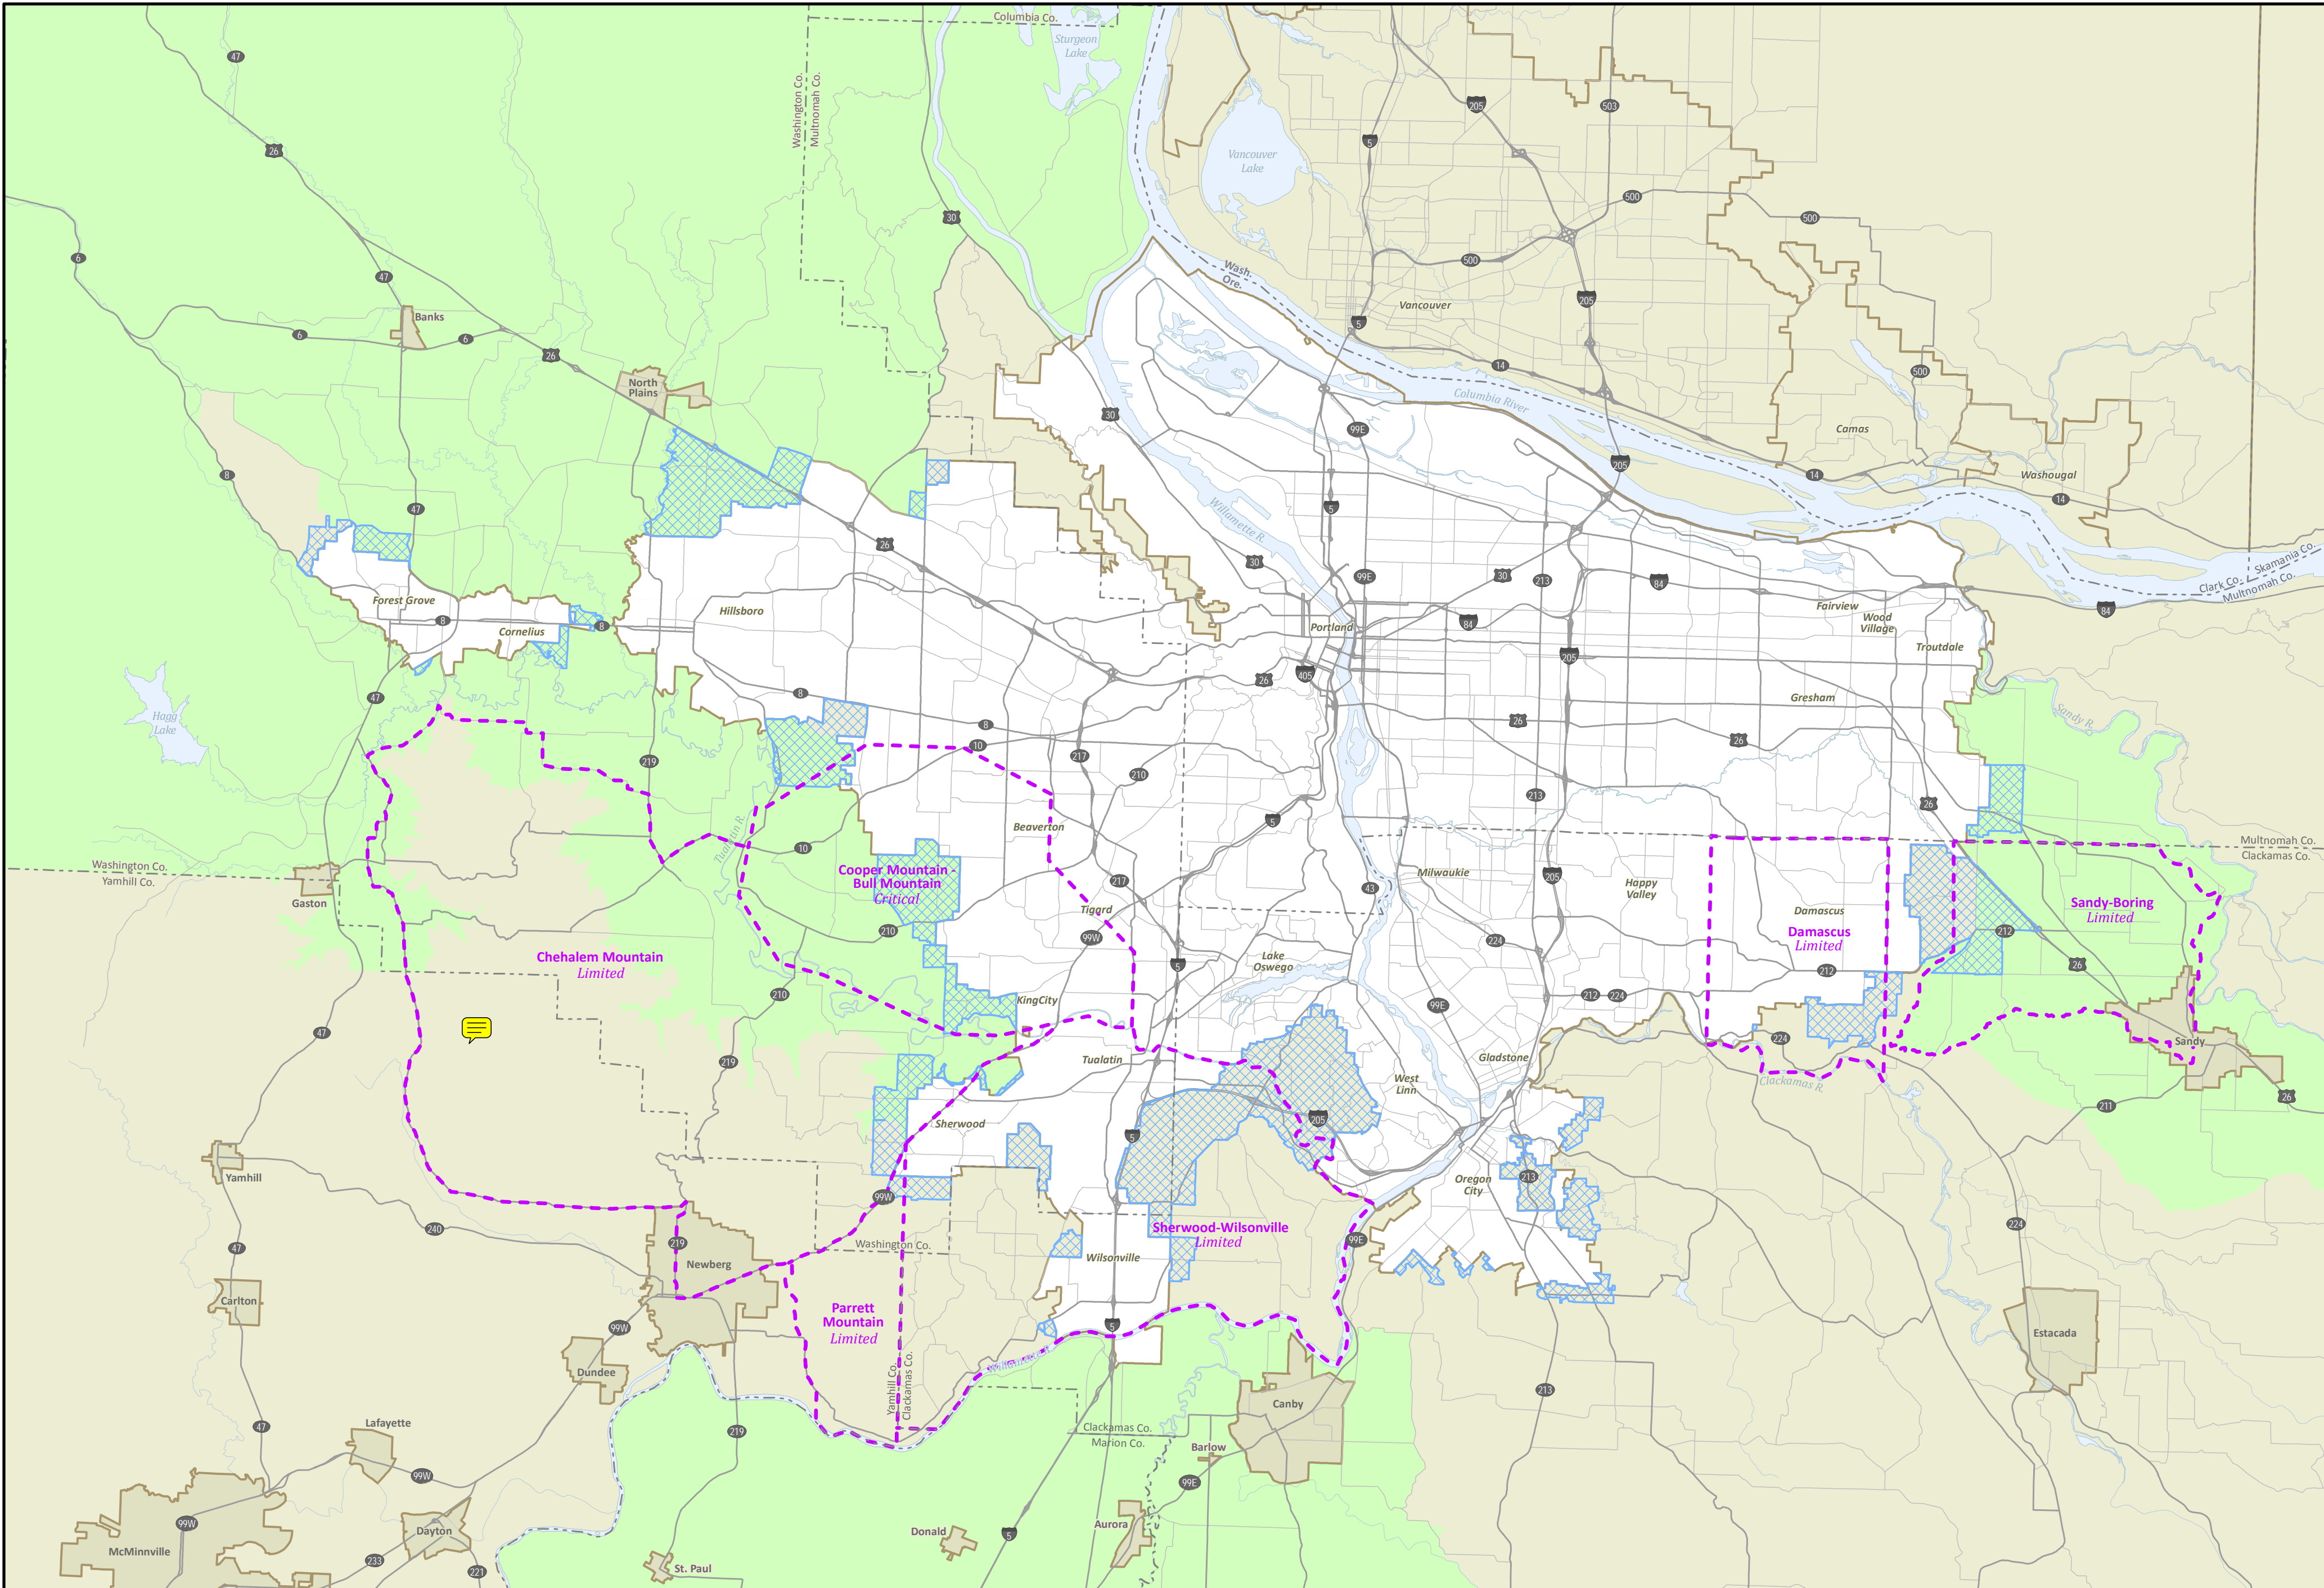 Columbia Co.
Sturgeon
Lake
47
Washington Co.
Multnomah Co.
205
503
5
26
Vancouver
Lake
500
30
500
6
Wash.
Ore.
500
47
205
Vancouver
Banks
5
6
6
26
14
500
North
Plains
Columbia River
30
99E
Camas
8
205
14
Washougal
14
47
5
Willamette R.
26
30
Skamania Co.
Clark Co.
Multnomah Co.
99E
30
213
84
84
Forest Grove
Hillsboro
Fairview
Wood
Village
8
Cornelius
8
Portland
84
Troutdale
205
26
405
47
8
Gresham
Hagg
Lake
Sandy R.
8
26
10
26
217
219
210
213
26
Tualatin R.
5
Beaverton
Multnomah Co.
Clackamas Co.
10
Washington Co.
Yamhill Co.
Cooper Mountain -
Bull Mountain
Critical
Milwaukie
205
217
43
Happy
Valley
Gaston
Sandy-Boring
Limited
Tiggrd
Damascus
210
99W
Damascus
Limited
212
224
Chehalem Mountain
Limited
Lake
Oswego
5
26
212
210
212
224
KingCity
99E
47
224
Sandy
Tualatin
Gladstone
219
West
Linn
Clackamas R.
26
211
205
Sherwood
5
Yamhill
213
Oregon
City
99W
240
Sherwood-Wilsonville
Limited
224
219
Washington Co.
99E
47
Wilsonville
Newberg
Carlton
Parrett
Mountain
Limited
5
99W
Estacada
Willamette R.
Dundee
Yamhill Co.
Clackamas Co.
213
Canby
Lafayette
47
219
Clackamas Co.
Marion Co.
Barlow
99W
99E
99W
Aurora
Dayton
Donald
5
McMinnville
233
St. Paul
221